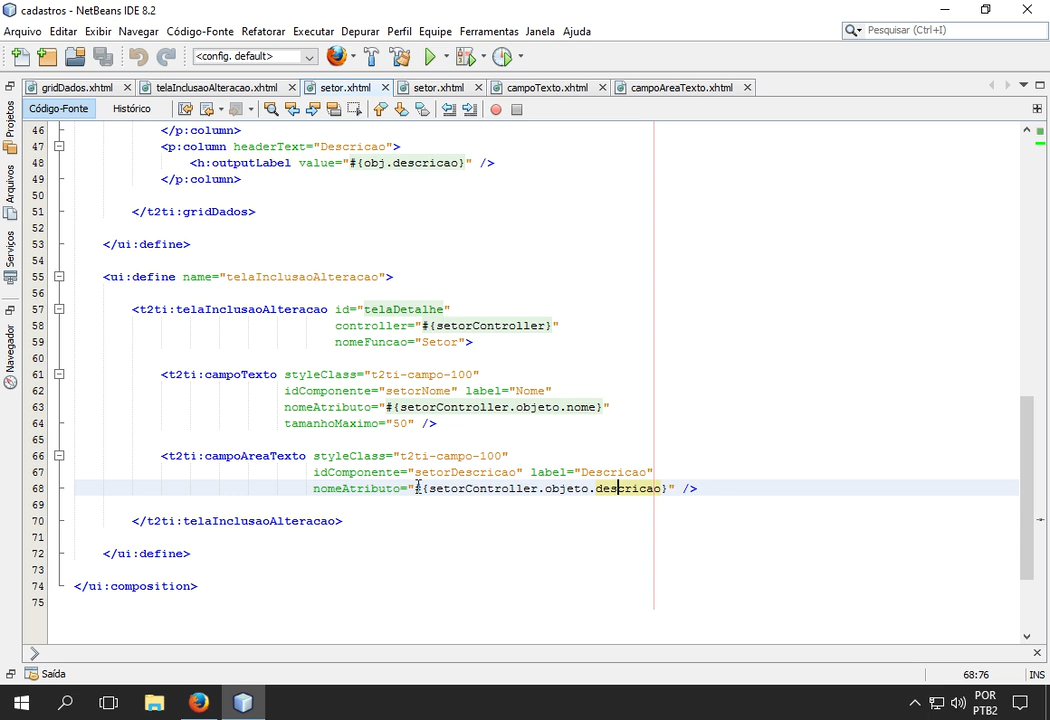 cadastros - NetBeans IDE 8.2
Arquivo Editar Exibir Navegar Código-Fonte Refatorar Executar Depurar Perfil Equipe Ferramentas Janela Ajuda
Pesquisar (Ctrl+I)
<config. default>
gridDados.xhtml telaInclusaoAlteracao.xhtml setor.xhtml setor.xhtml campoTexto.xhtml campoAreaTexto.xhtml
Código-Fonte Histórico
Projetos
Arquivos
Serviços
Navegador
46 </p:column>
47 <p:column headerText="Descricao">
48 <h:outputLabel value="#{obj.descricao}" />
49 </p:column>
50
51 </t2ti:gridDados>
52
53 </ui:define>
54
55 <ui:define name="telaInclusaoAlteracao">
56
57 <t2ti:telaInclusaoAlteracao id="telaDetalhe"
58 controller="#{setorController}"
59 nomeFuncao="Setor">
60
61 <t2ti:campoTexto styleClass="t2ti-campo-100"
62 idComponente="setorNome" label="Nome"
63 nomeAtributo="#{setorController.objeto.nome}"
64 tamanhoMaximo="50" />
65
66 <t2ti:campoAreaTexto styleClass="t2ti-campo-100"
67 idComponente="setorDescricao" label="Descricao"
68 nomeAtributo="#{setorController.objeto.descricao}" />
69
70 </t2ti:telaInclusaoAlteracao>
71
72 </ui:define>
73
74 </ui:composition>
75
Saída
68:76 INS
POR
PTB2